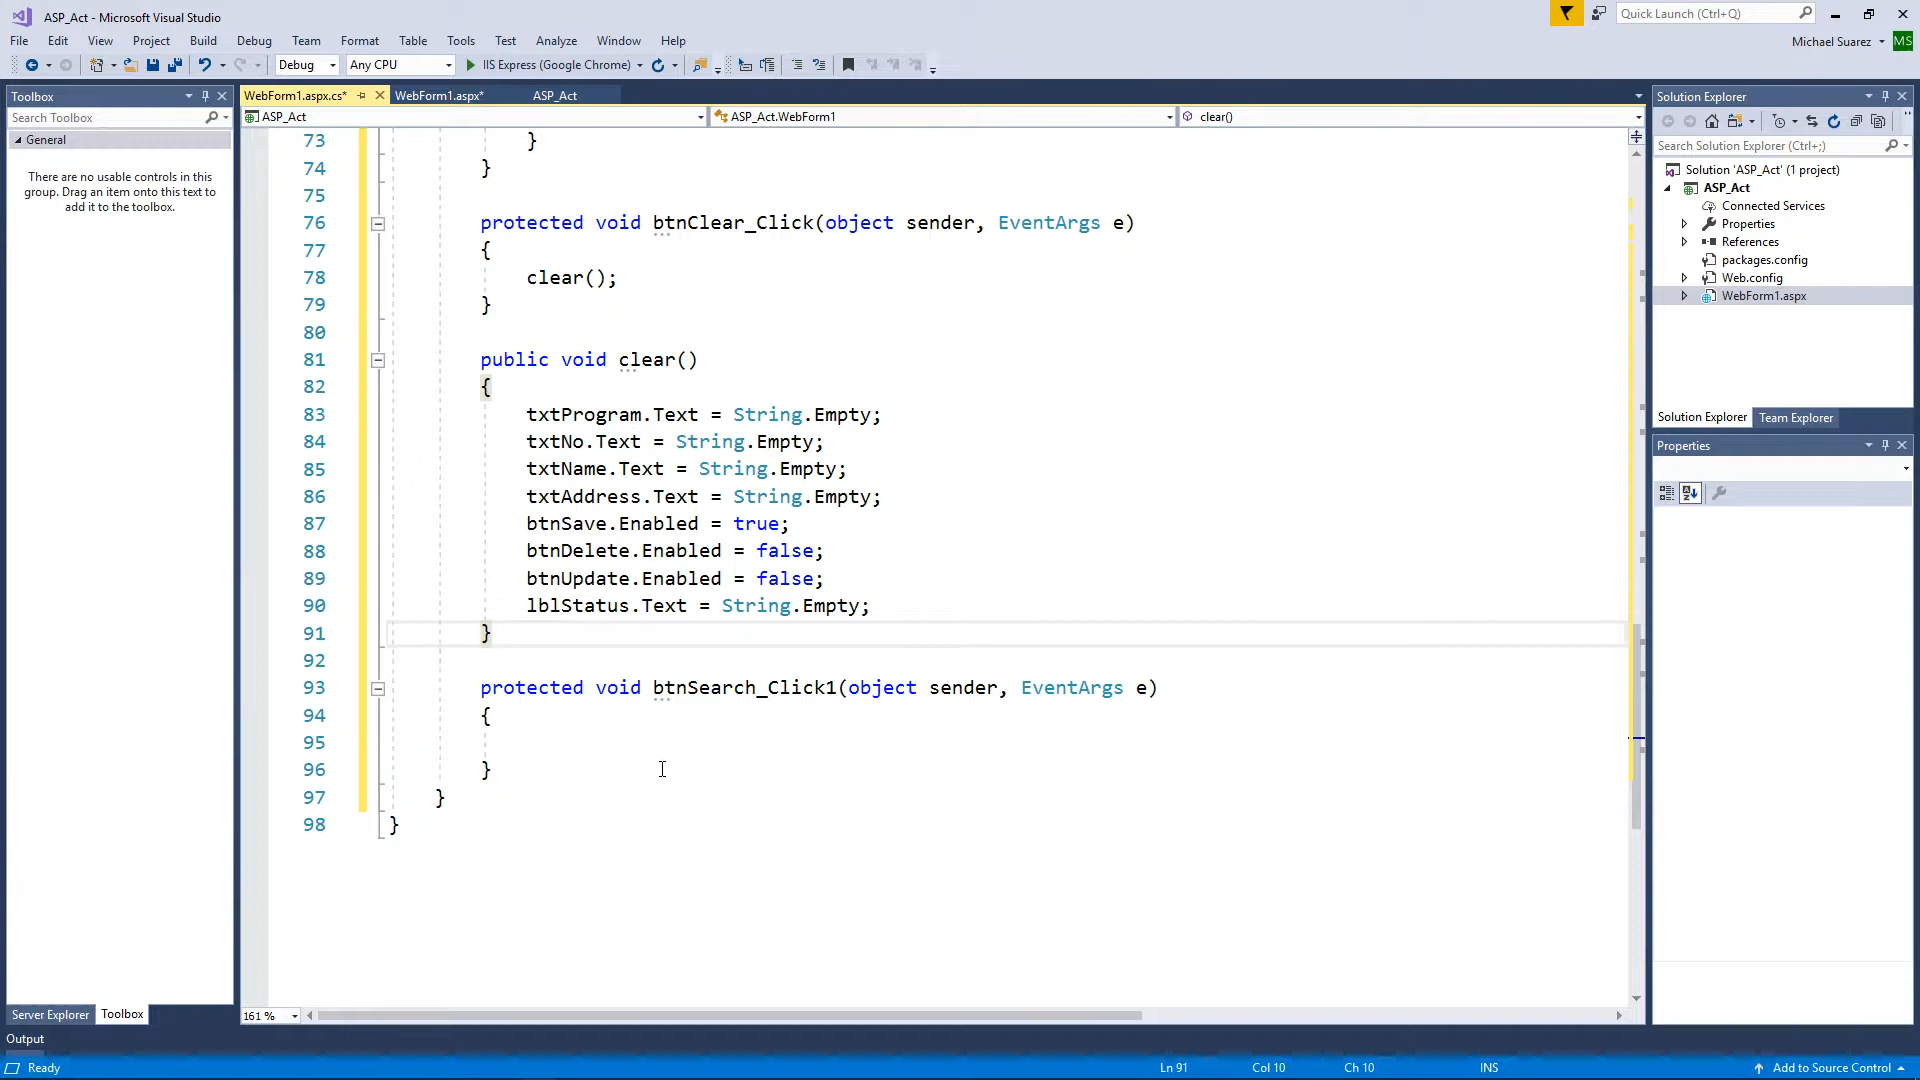 ASP_Act - Microsoft Visual Studio
Quick Launch (Ctrl+Q)
File Edit View Project Build Debug Team Format Table Tools Test Analyze Window Help
Michael Suarez MS
Debug Any CPU IIS Express (Google Chrome)
Toolbox
WebForm1.aspx.cs* WebForm1.aspx* ASP_Act
Solution Explorer
Search Toolbox
ASP_Act ASP_Act.WebForm1 clear()
General
There are no usable controls in this
group. Drag an item onto this text to
add it to the toolbox.
73 }
74 }
75
76 protected void btnClear_Click(object sender, EventArgs e)
77 {
78 clear();
79 }
80
81 public void clear()
82 {
83 txtProgram.Text = String.Empty;
84 txtNo.Text = String.Empty;
85 txtName.Text = String.Empty;
86 txtAddress.Text = String.Empty;
87 btnSave.Enabled = true;
88 btnDelete.Enabled = false;
89 btnUpdate.Enabled = false;
90 lblStatus.Text = String.Empty;
91 }
92
93 protected void btnSearch_Click1(object sender, EventArgs e)
94 {
95
96 }
97 }
98 }
Search Solution Explorer (Ctrl+;)
Solution 'ASP_Act' (1 project)
ASP_Act
Connected Services
Properties
References
packages.config
Web.config
WebForm1.aspx
Solution Explorer Team Explorer
Properties
Server Explorer Toolbox
161 %
Output
Ready
Ln 91 Col 10 Ch 10 INS
Add to Source Control